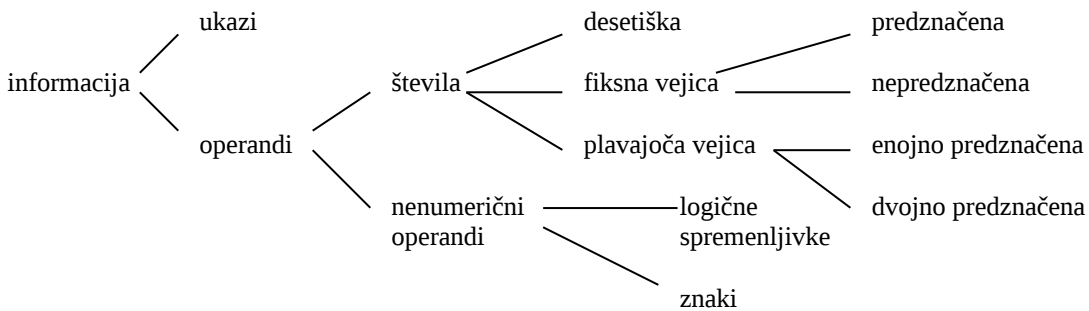 ukazi
desetiška
predznačena
informacija
števila
fiksna vejica
nepredznačena
operandi
plavajoča vejica
enojno predznačena
nenumerični
operandi
logične
spremenljivke
dvojno predznačena
znaki